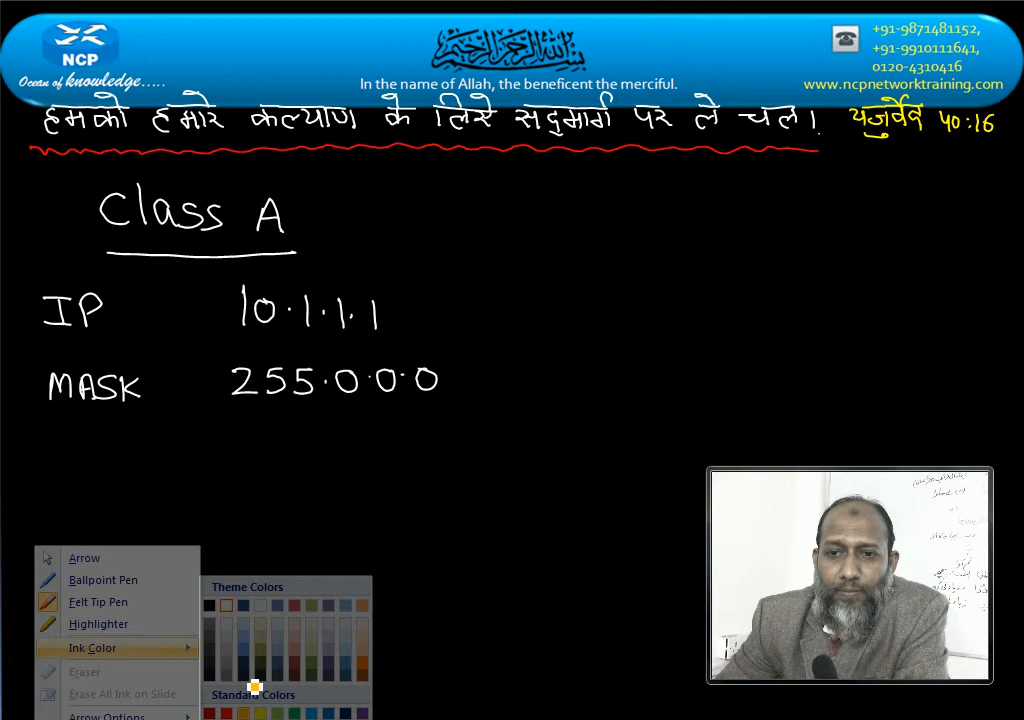 NCP
Ocean of knowledge.....
بِسْمِ اللَّهِ الرَّحْمَٰنِ الرَّحِيمِ
In the name of Allah, the beneficent the merciful.
+91-9871481152,
+91-9910111641,
0120-4310416
www.ncpnetworktraining.com
हमको हमारे कल्याण के लिये सद्मार्ग पर ले चल। यजुर्वेद 40:16
Class A
IP 10.1.1.1
MASK 255.0.0.0
Arrow
Ballpoint Pen
Felt Tip Pen
Highlighter
Ink Color
Eraser
Erase All Ink on Slide
Arrow Options
Theme Colors
Standard Colors